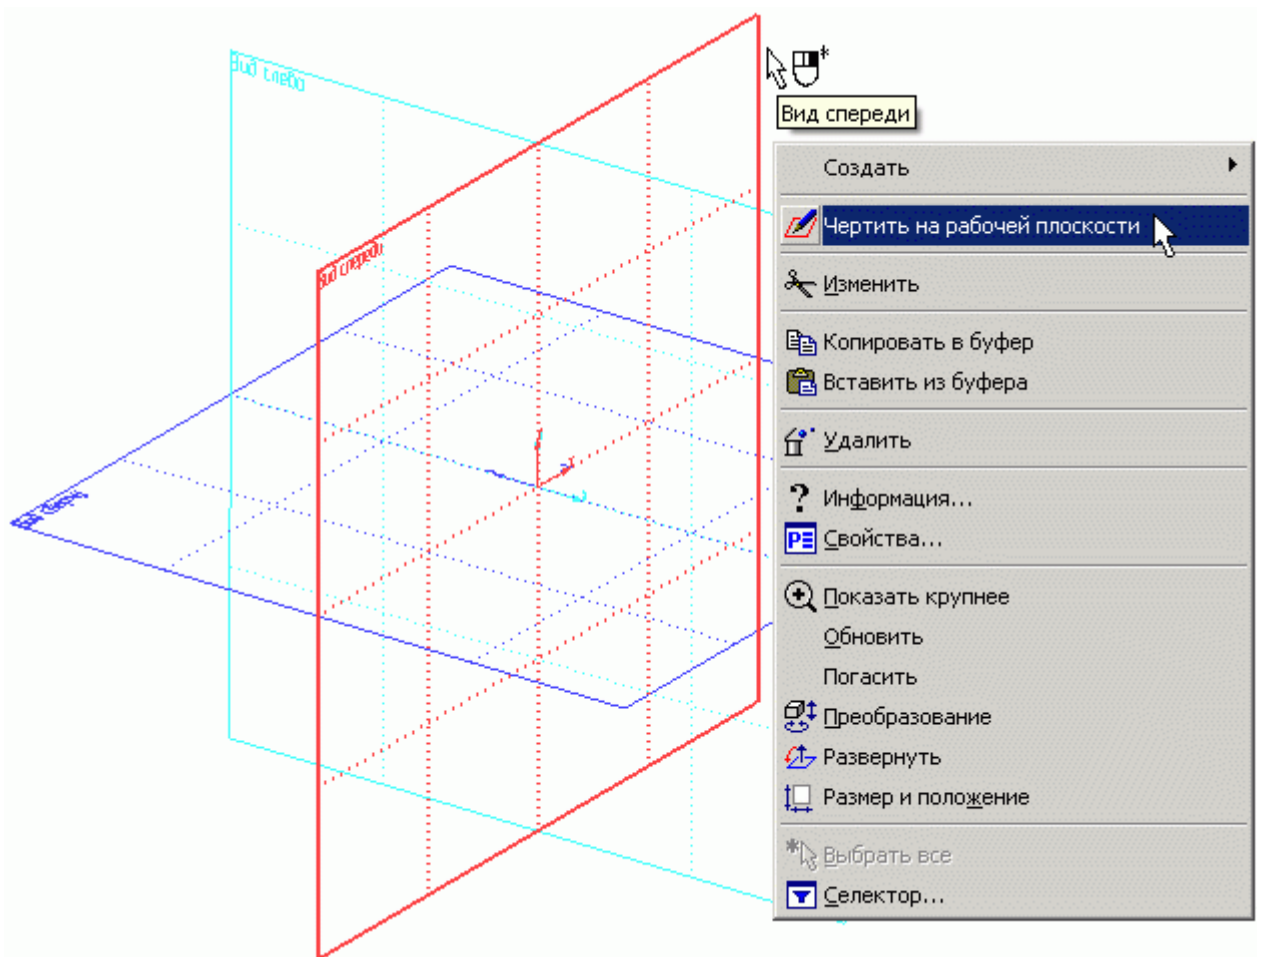 Вид слева
Вид спереди
Вид спереди
Создать
Чертить на рабочей плоскости
Изменить
Копировать в буфер
Вставить из буфера
Удалить
Информация...
Свойства...
Показать крупнее
Обновить
Погасить
Преобразование
Развернуть
Размер и положение
Выбрать все
Селектор...